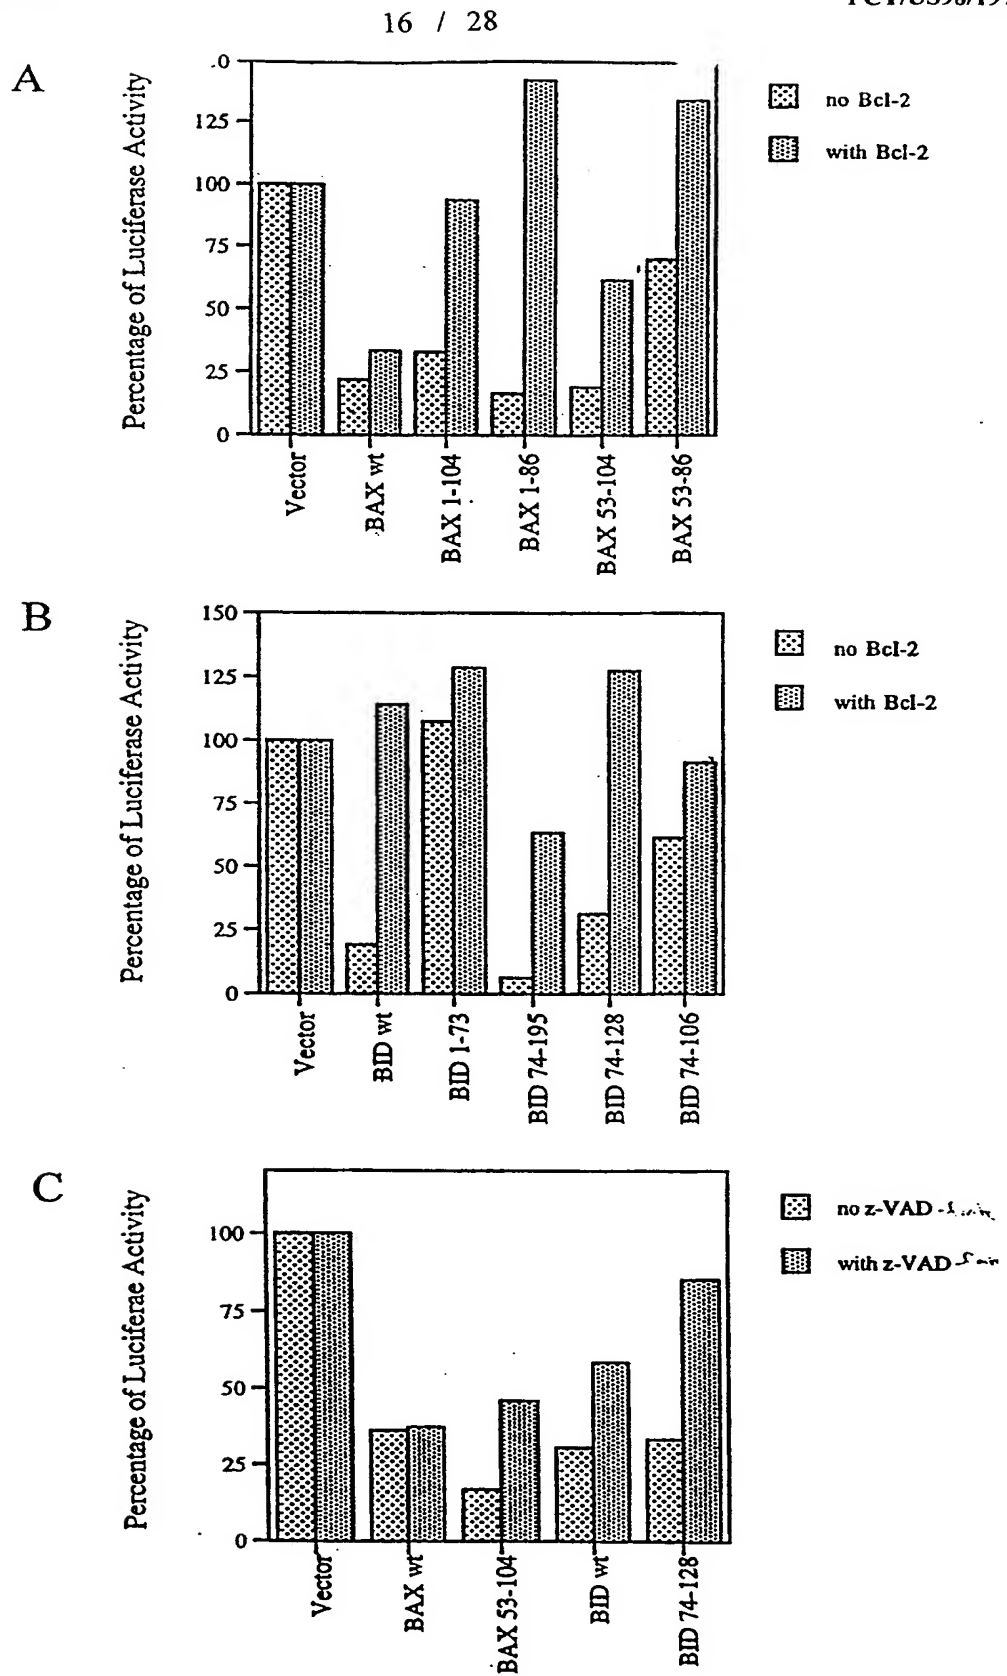 16 / 28
A
Percentage of Luciferase Activity
.0
125
100
75
50
25
0
Vector
BAX wt
BAX 1-104
BAX 1-86
BAX 53-104
BAX 53-86
no Bcl-2
with Bcl-2
B
Percentage of Luciferase Activity
150
125
100
75
50
25
0
Vector
BID wt
BID 1-73
BID 74-195
BID 74-128
BID 74-106
no Bcl-2
with Bcl-2
C
Percentage of Luciferae Activity
100
75
50
25
0
Vector
BAX wt
BAX 53-104
BID wt
BID 74-128
no z-VAD
with z-VAD